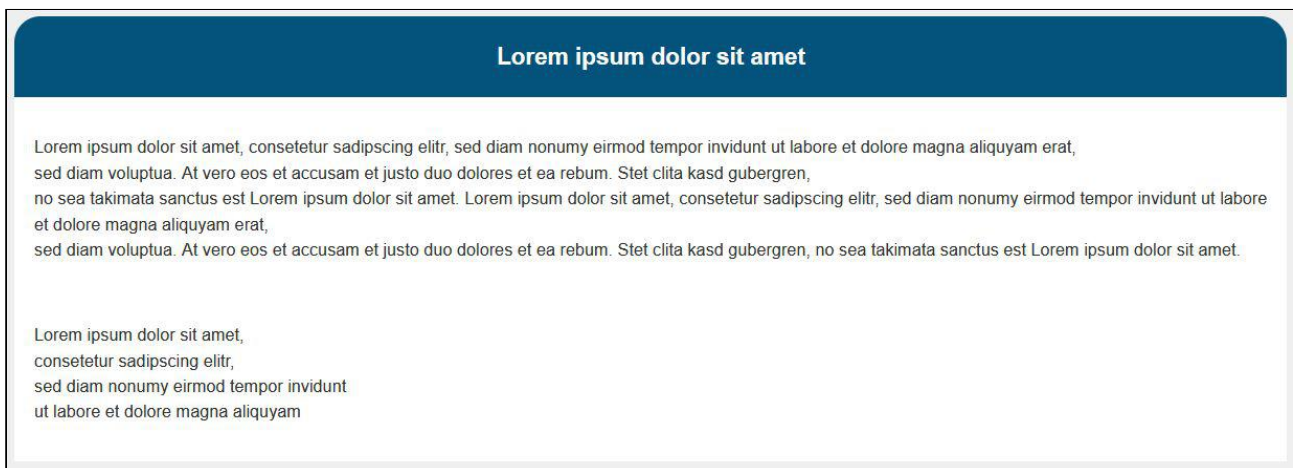 Lorem ipsum dolor sit amet
Lorem ipsum dolor sit amet, consetetur sadipscing elitr, sed diam nonumy eirmod tempor invidunt ut labore et dolore magna aliquyam erat,
sed diam voluptua. At vero eos et accusam et justo duo dolores et ea rebum. Stet clita kasd gubergren,
no sea takimata sanctus est Lorem ipsum dolor sit amet. Lorem ipsum dolor sit amet, consetetur sadipscing elitr, sed diam nonumy eirmod tempor invidunt ut labore
et dolore magna aliquyam erat,
sed diam voluptua. At vero eos et accusam et justo duo dolores et ea rebum. Stet clita kasd gubergren, no sea takimata sanctus est Lorem ipsum dolor sit amet.
Lorem ipsum dolor sit amet,
consetetur sadipscing elitr,
sed diam nonumy eirmod tempor invidunt
ut labore et dolore magna aliquyam